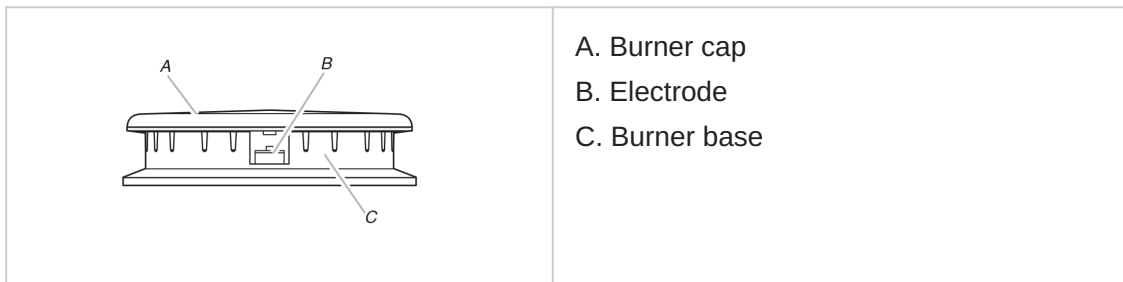 A
B
C
A. Burner cap
B. Electrode
C. Burner base